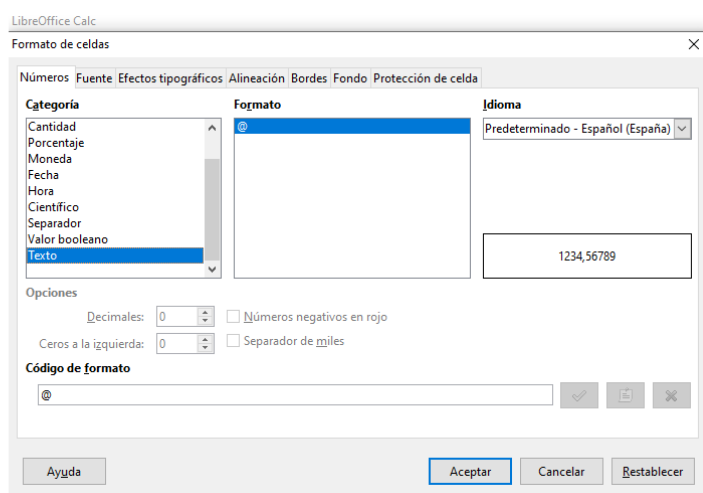 LibreOffice Calc
Formato de celdas
Números Fuente Efectos tipográficos Alineación Bordes Fondo Protección de celda
Categoría
Cantidad
Porcentaje
Moneda
Fecha
Hora
Científico
Separador
Valor booleano
Texto
Formato
@
Idioma
Predeterminado - Español (España)
1234,56789
Opciones
Decimales: 0
Números negativos en rojo
Ceros a la izquierda: 0
Separador de miles
Código de formato
@
Ayuda
Aceptar
Cancelar
Restablecer